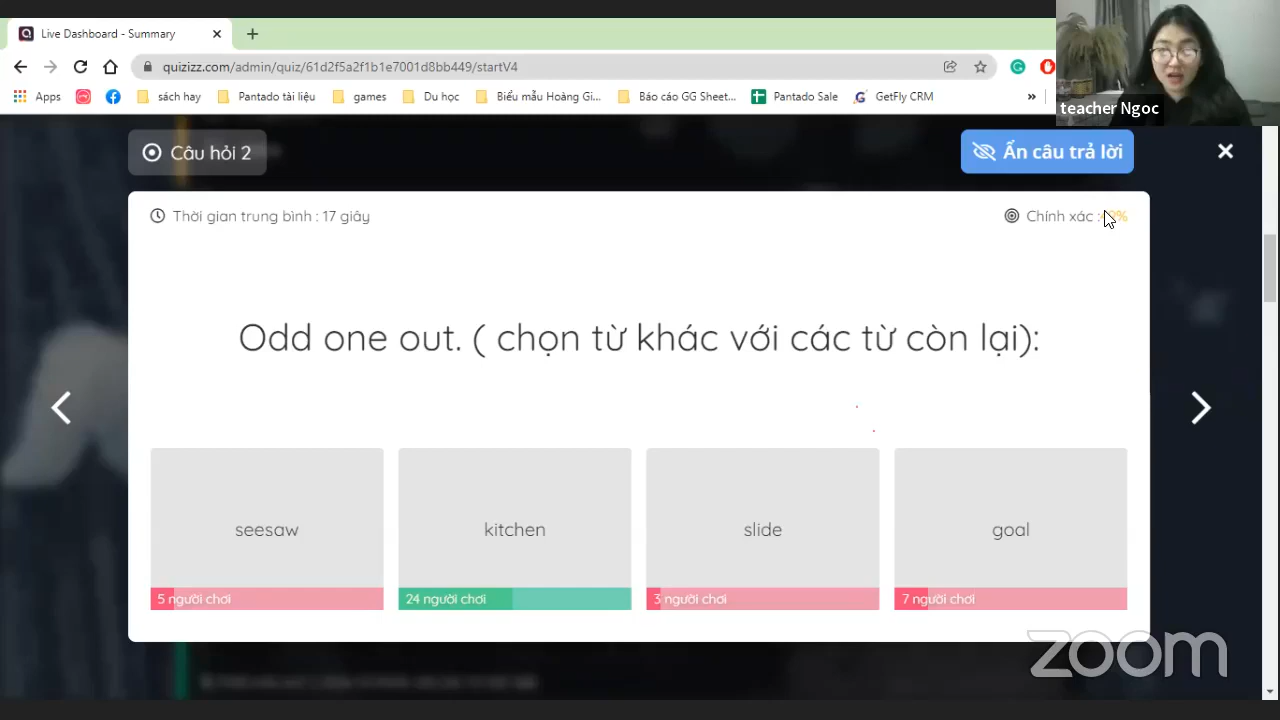 Live Dashboard - Summary
quizizz.com/admin/quiz/61d2f5a2f1b1e7001d8bb449/startV4
Apps
sách hay
Pantado tài liệu
games
Du học
Biểu mẫu Hoàng Gi...
Báo cáo GG Sheet...
Pantado Sale
GetFly CRM
»
teacher Ngoc
Câu hỏi 2
Ẩn câu trả lời
Thời gian trung bình : 17 giây
Chính xác :
Odd one out. ( chọn từ khác với các từ còn lại):
seesaw
kitchen
slide
goal
5 người chơi
24 người chơi
3 người chơi
7 người chơi
zoom